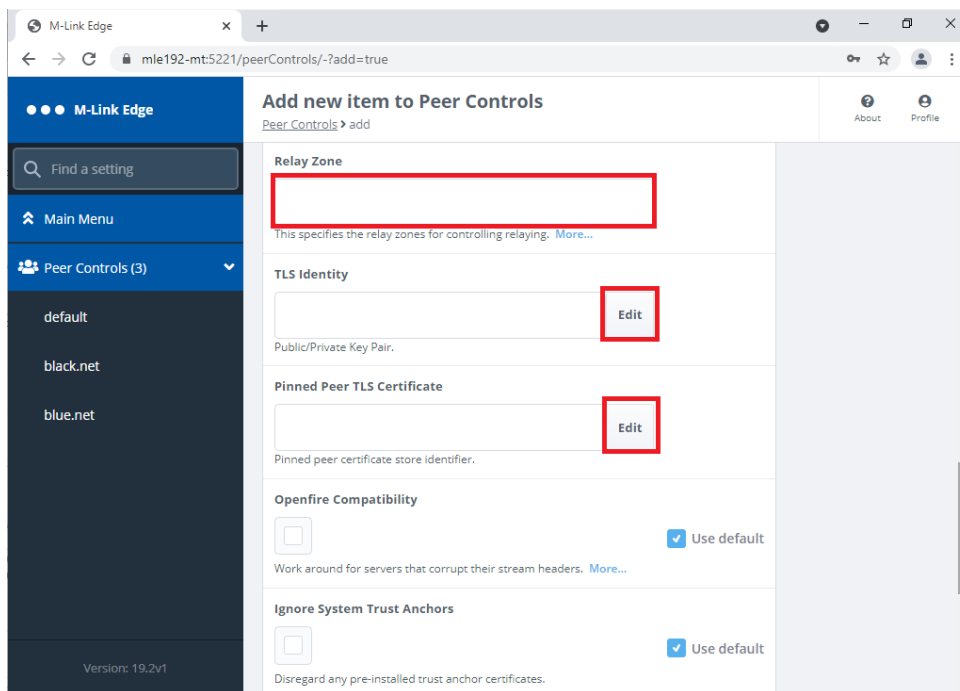 M-Link Edge
mle192-mt:5221/peerControls/-?add=true
M-Link Edge
Add new item to Peer Controls
Peer Controls > add
About
Profile
Find a setting
Main Menu
Peer Controls (3)
default
black.net
blue.net
Version: 19.2v1
Relay Zone
This specifies the relay zones for controlling relaying. More...
TLS Identity
Edit
Public/Private Key Pair.
Pinned Peer TLS Certificate
Edit
Pinned peer certificate store identifier.
Openfire Compatibility
Use default
Work around for servers that corrupt their stream headers. More...
Ignore System Trust Anchors
Use default
Disregard any pre-installed trust anchor certificates.